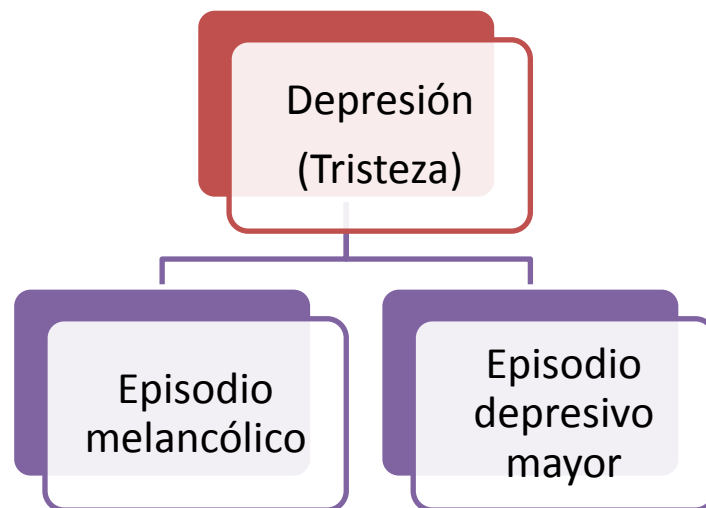 Depresión
(Tristeza)
Episodio
melancólico
Episodio
depresivo
mayor